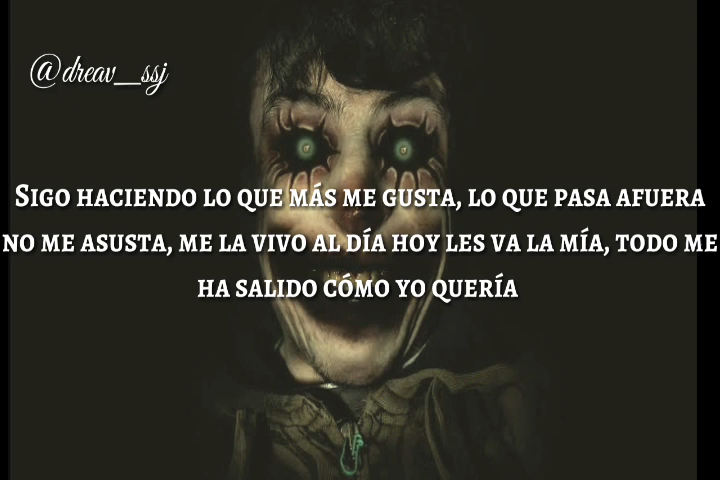 @dreav__ssj
Sigo haciendo lo que más me gusta, lo que pasa afuera
no me asusta, me la vivo al día hoy les va la mía, todo me
ha salido cómo yo quería